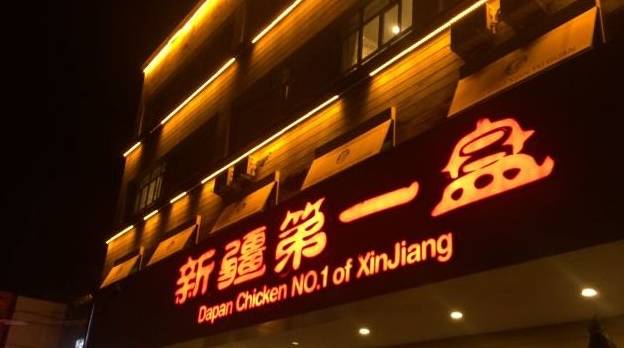 新疆第一盘
Dapan Chicken NO.1 of XinJiang